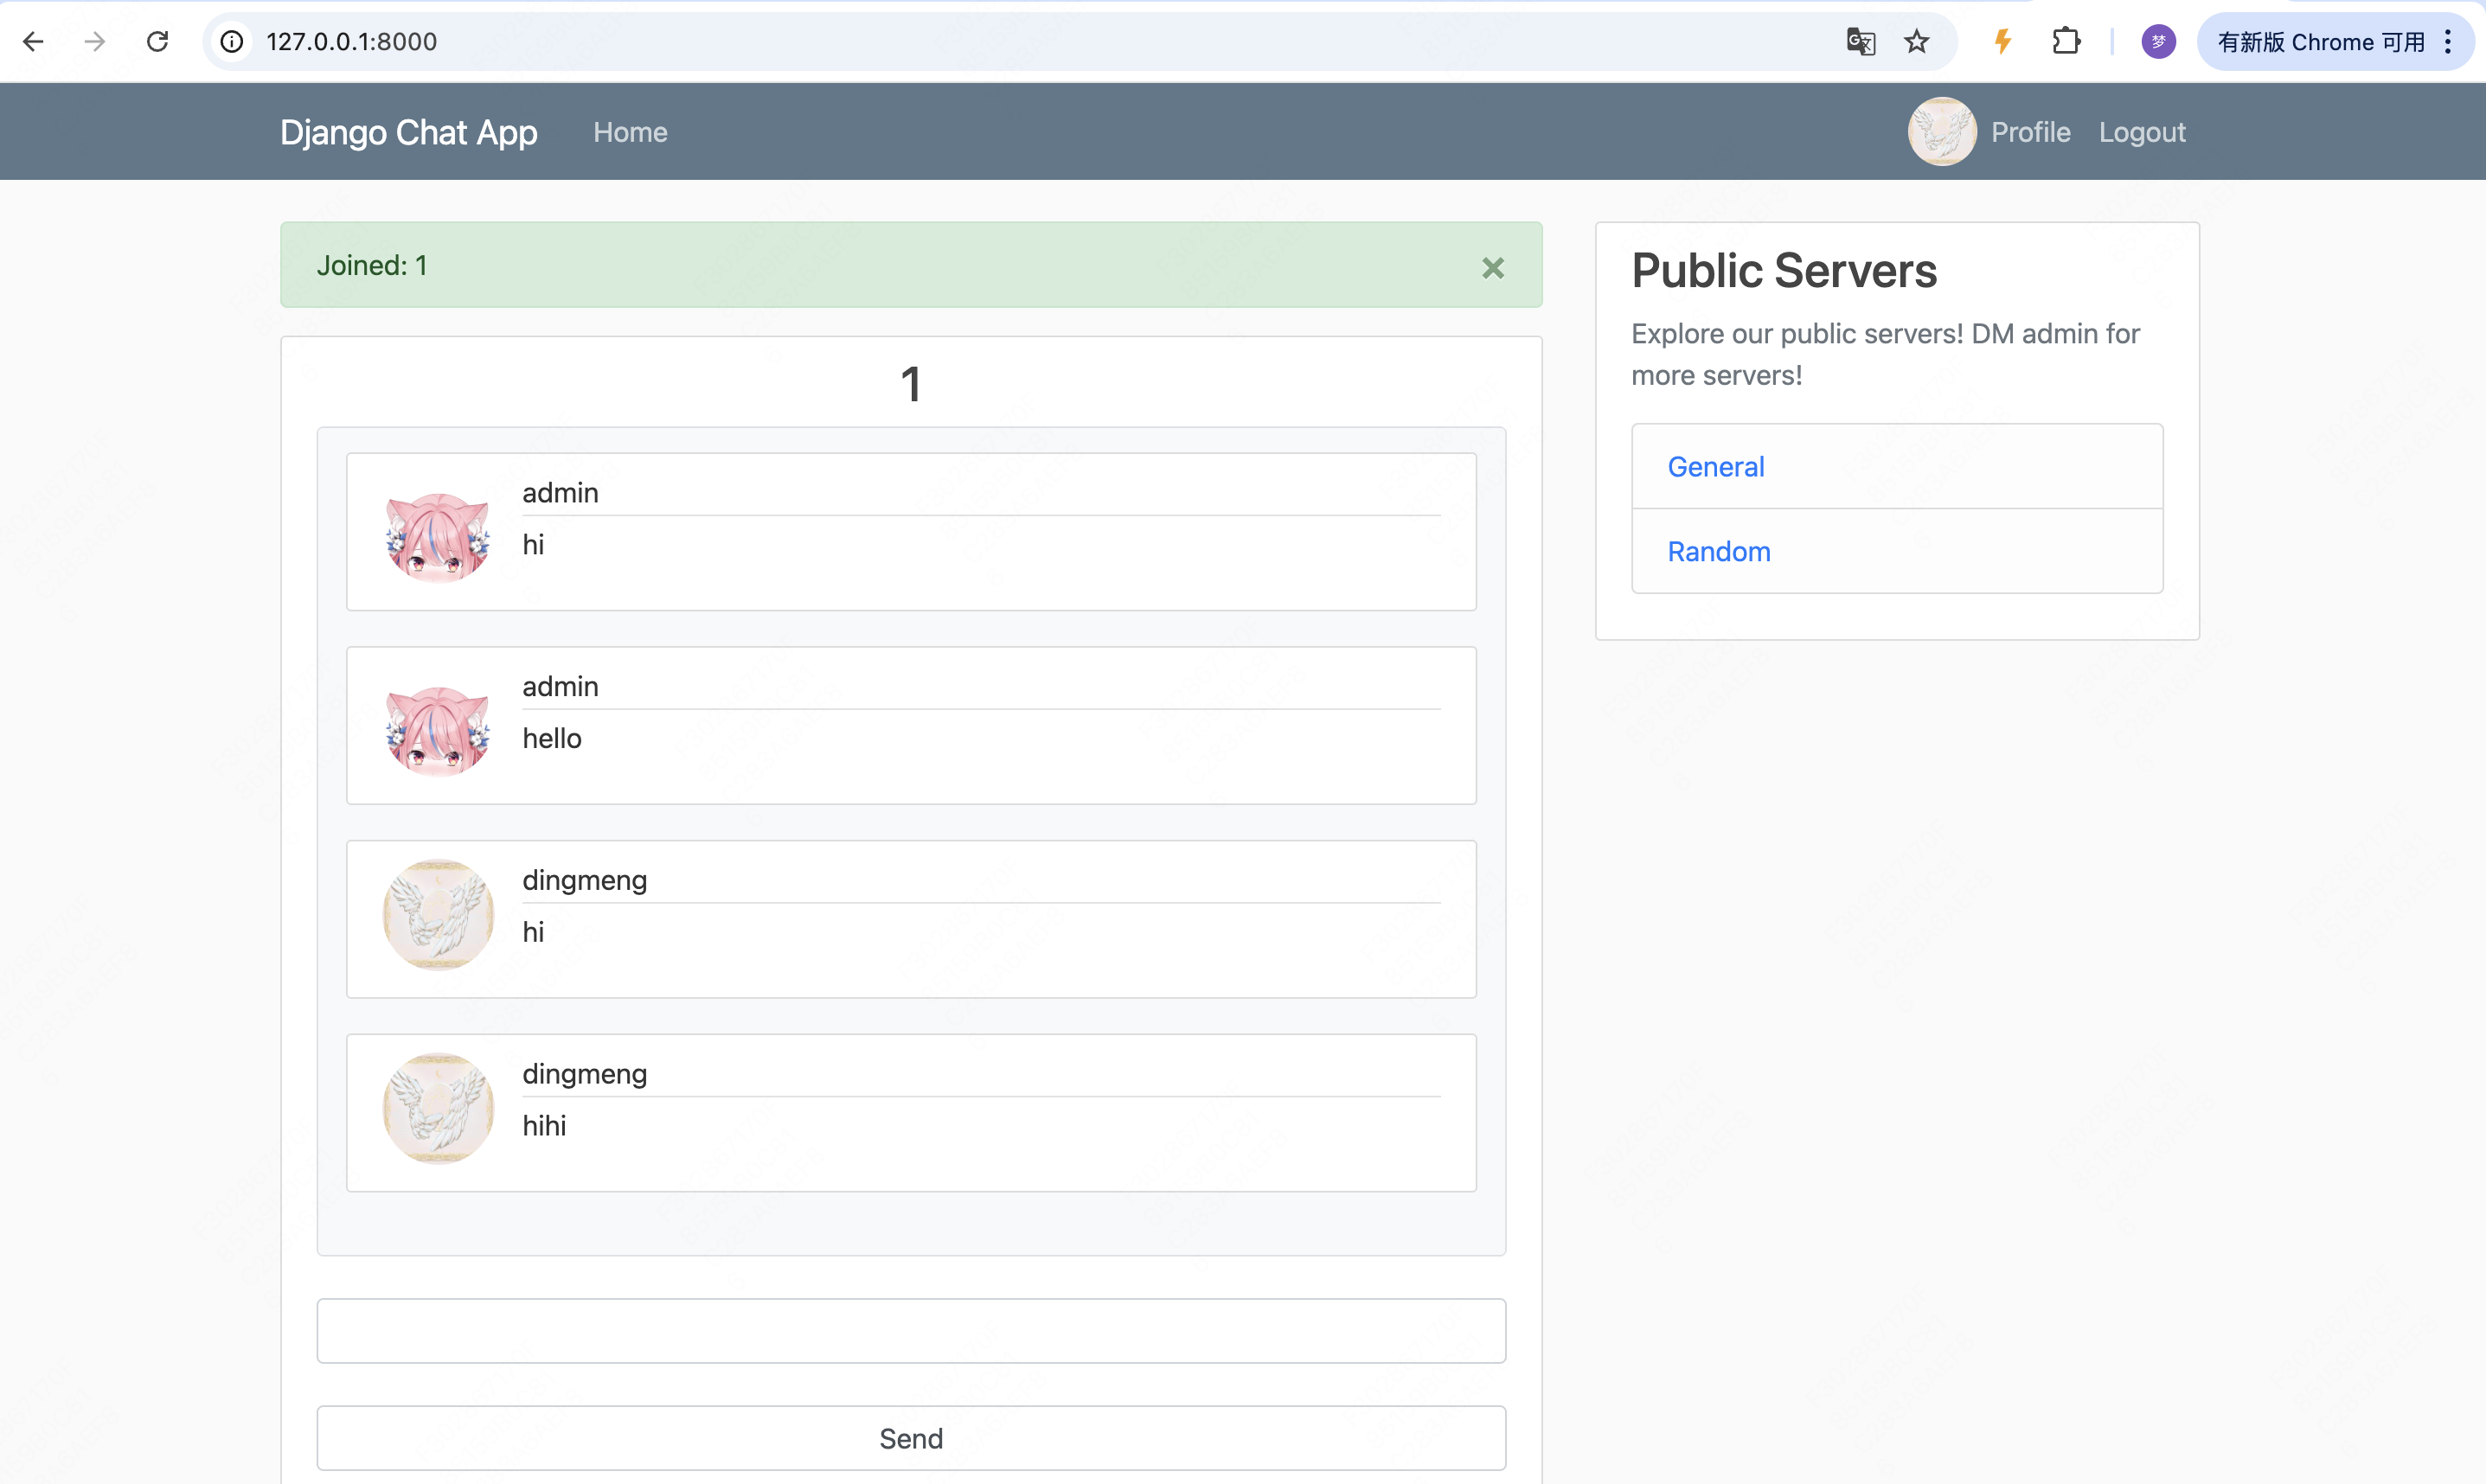 127.0.0.1:8000
梦
有新版 Chrome 可用
Django Chat App
Home
Profile
Logout
Joined: 1
×
1
admin
hi
admin
hello
dingmeng
hi
dingmeng
hihi
Send
Public Servers
Explore our public servers! DM admin for
more servers!
General
Random